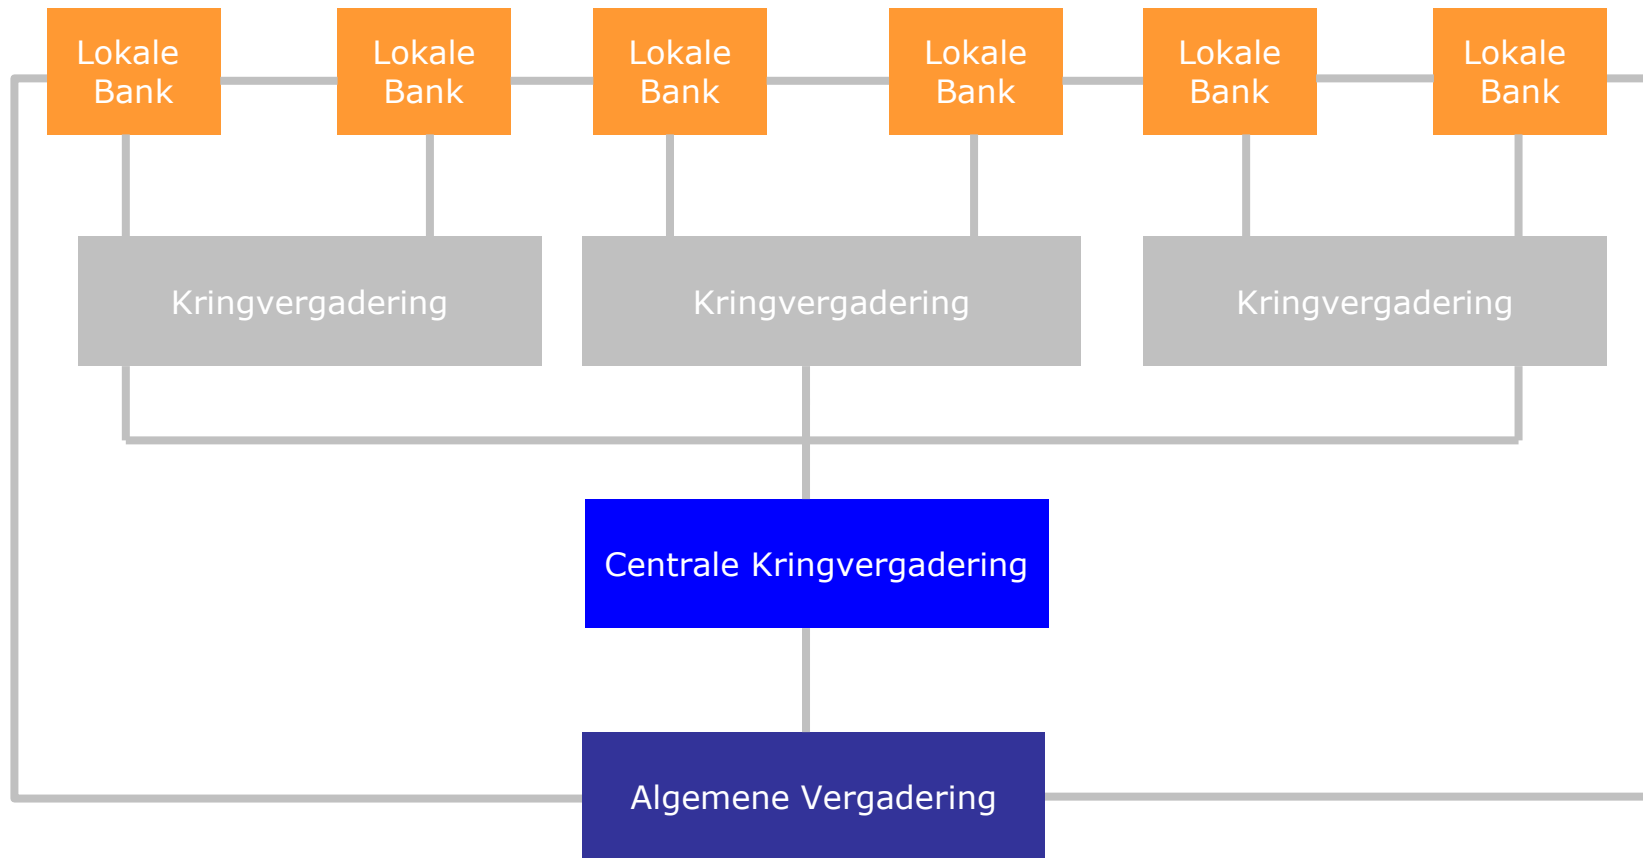 Lokale
Bank
Lokale
Bank
Lokale
Bank
Lokale
Bank
Lokale
Bank
Lokale
Bank
Kringvergadering
Kringvergadering
Kringvergadering
Centrale Kringvergadering
Algemene Vergadering